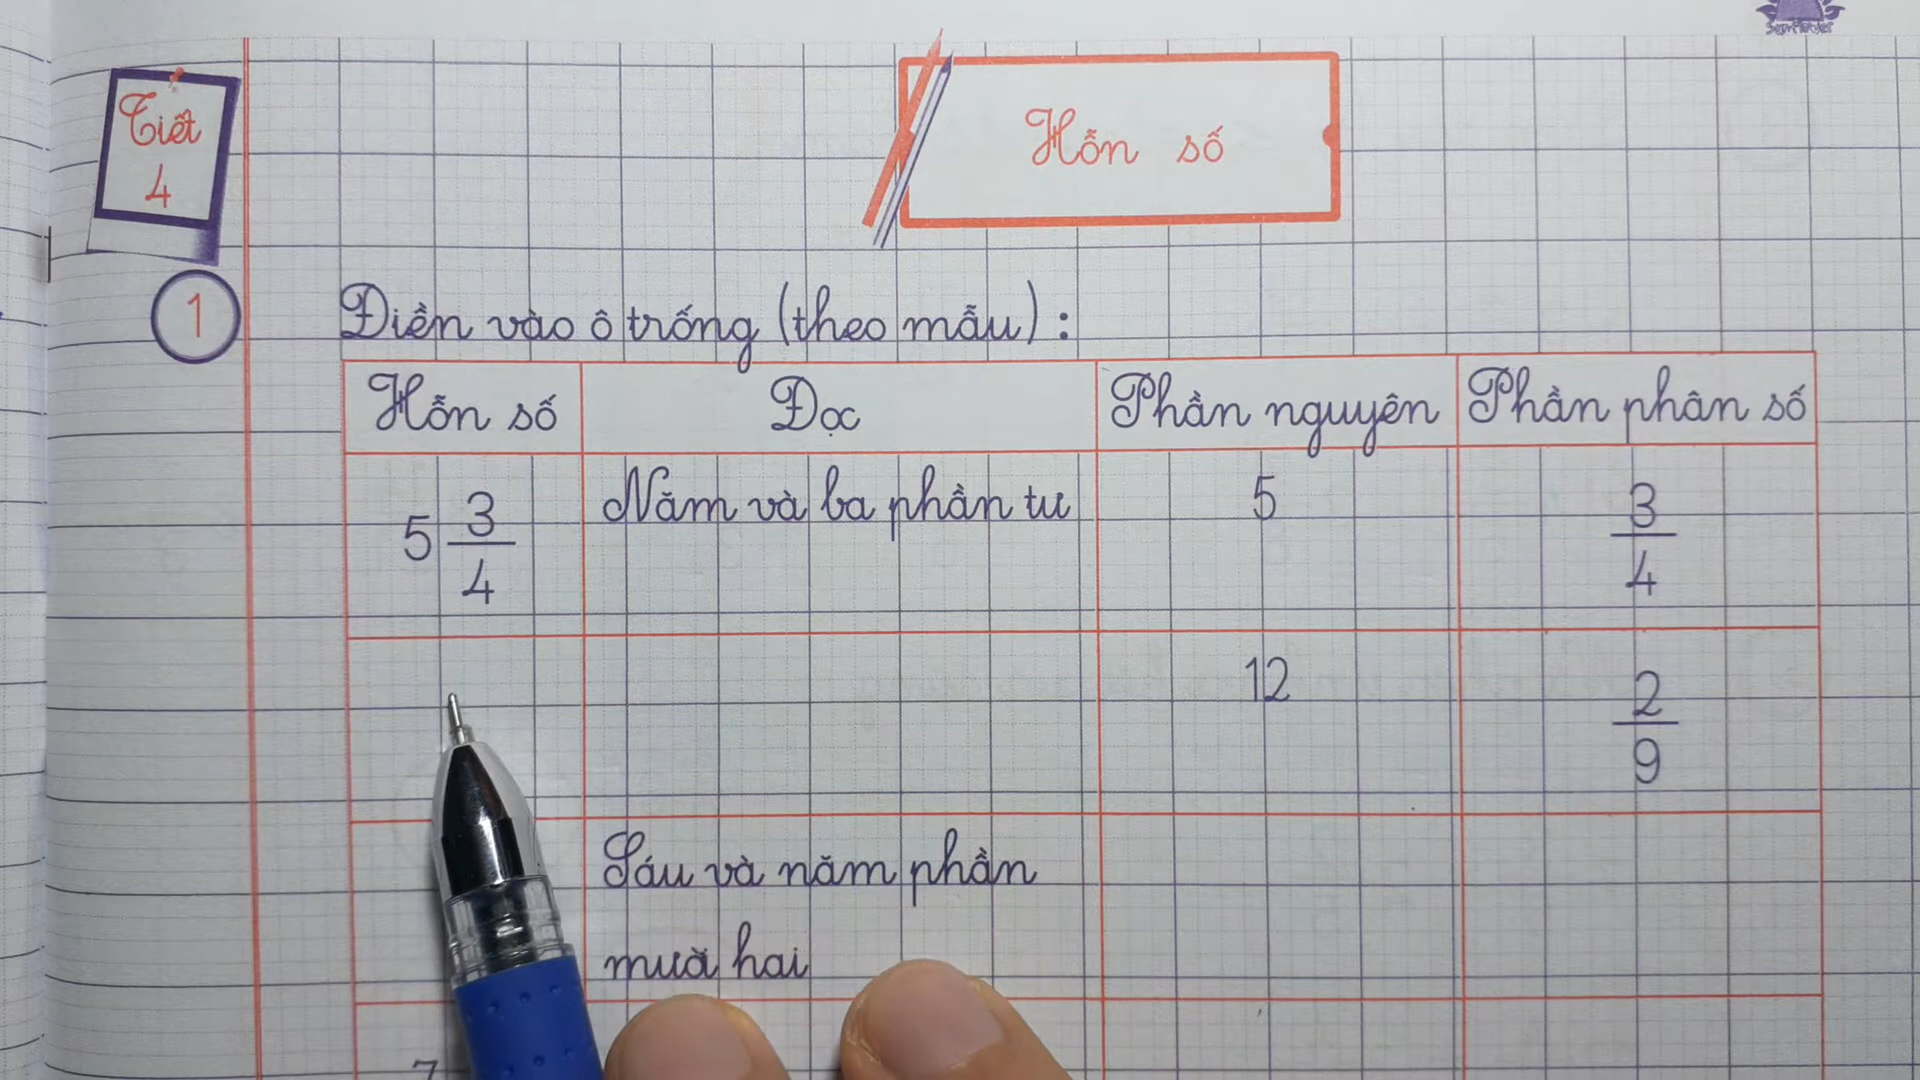 Tiết
4
Hỗn số
1
Điền vào ô trống (theo mẫu) :
Hỗn số Đọc Phần nguyên Phần phân số
5 3/4 Năm và ba phần tư 5 3/4
12 2/9
Sáu và năm phần
mười hai
7